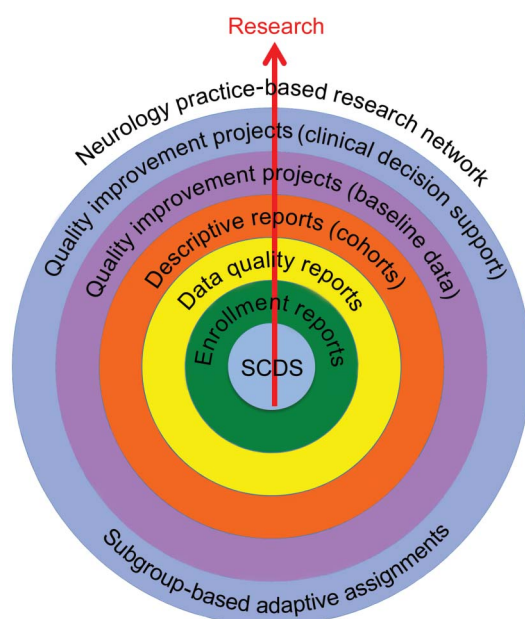 Research
Neurology practice-based research network
Quality improvement projects (clinical decision support)
Quality improvement projects (baseline data)
Descriptive reports (cohorts)
Data quality reports
Enrollment reports
SCDS
Subgroup-based adaptive assignments